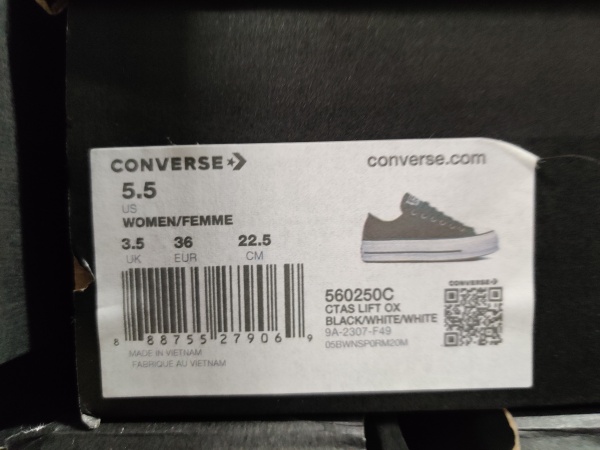 CONVERSE
converse.com
5.5
US
WOMEN/FEMME
3.5 36 22.5
UK EUR CM
560250C
CTAS LIFT OX
BLACK/WHITE/WHITE
9A-2307-F49
05BWNSP0RM20M
CONVERSE
8 88755 27906 9
MADE IN VIETNAM
FABRIQUE AU VIETNAM